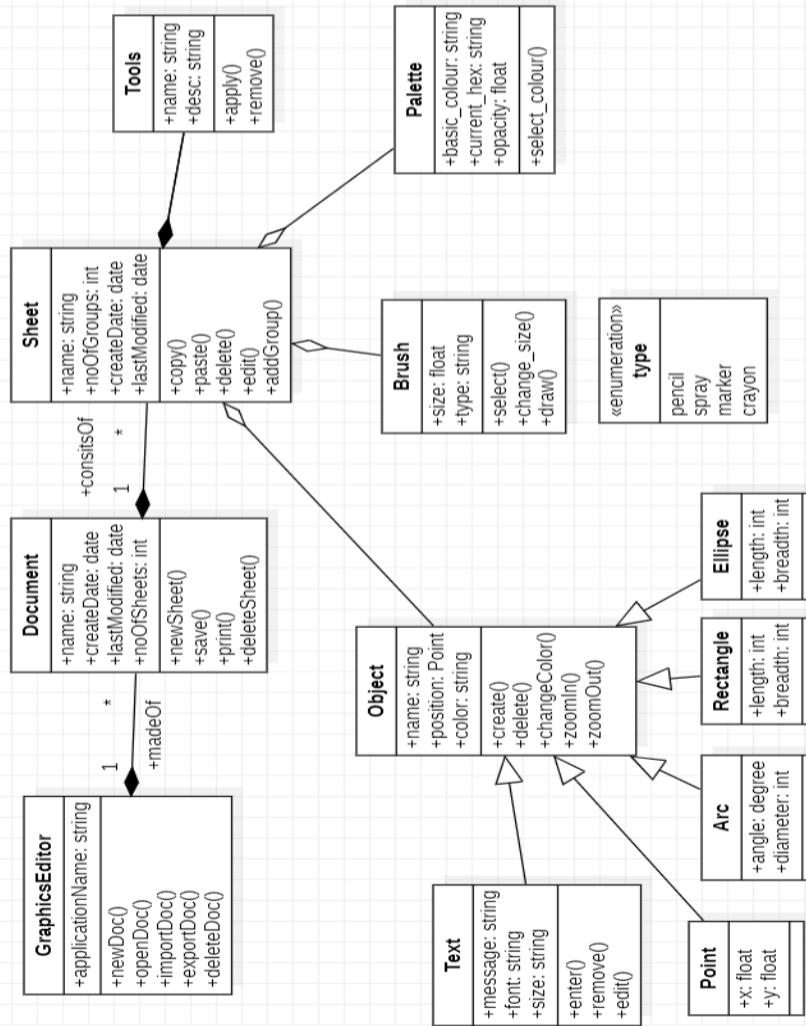 GraphicsEditor
+applicationName: string
+newDoc()
+openDoc()
+importDoc()
+exportDoc()
+deleteDoc()
1
*
+madeOf
Document
+name: string
+createDate: date
+lastModified: date
+noOfSheets: int
+newSheet()
+save()
+print()
+deleteSheet()
+consitsOf
1
*
Sheet
+name: string
+noOfGroups: int
+createDate: date
+lastModified: date
+copy()
+paste()
+delete()
+edit()
+addGroup()
Tools
+name: string
+desc: string
+apply()
+remove()
Palette
+basic_colour: string
+current_hex: string
+opacity: float
+select_colour()
Brush
+size: float
+type: string
+select()
+change_size()
+draw()
«enumeration»
type
pencil
spray
marker
crayon
Object
+name: string
+position: Point
+color: string
+create()
+delete()
+changeColor()
+zoomIn()
+zoomOut()
Text
+message: string
+font: string
+size: string
+enter()
+remove()
+edit()
Point
+x: float
+y: float
Arc
+angle: degree
+diameter: int
Rectangle
+length: int
+breadth: int
Ellipse
+length: int
+breadth: int